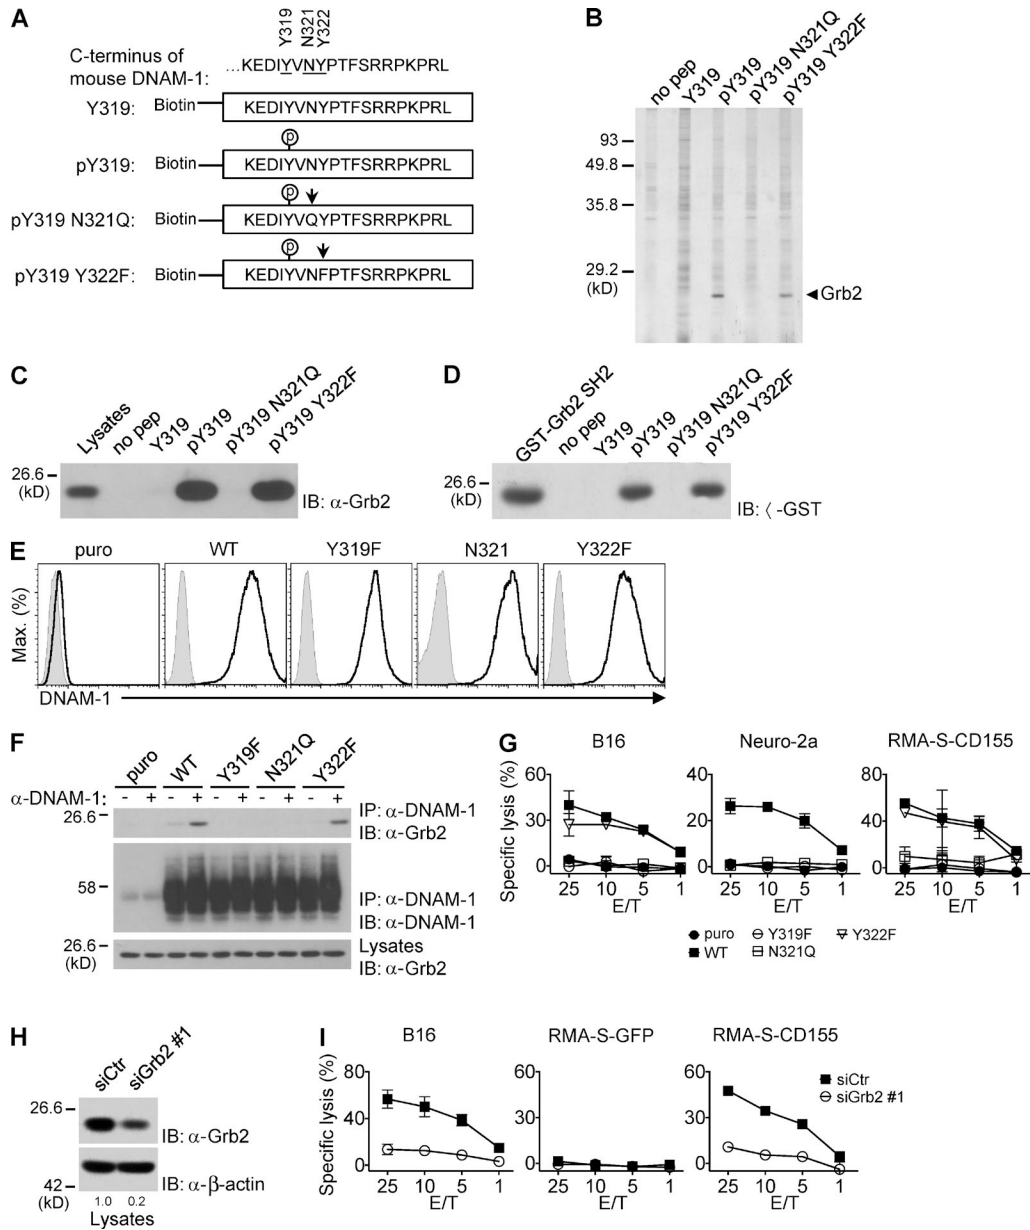 A
Y319
N321
Y322
C-terminus of
mouse DNAM-1:
...KEDIYVNYPTFSRRPKPRL
Y319: Biotin KEDIYVNYPTFSRRPKPRL
p
pY319: Biotin KEDIYVNYPTFSRRPKPRL
p
pY319 N321Q: Biotin KEDIYVQYPTFSRRPKPRL
p
pY319 Y322F: Biotin KEDIYVNFPTFSRRPKPRL
B
no pep
Y319
pY319
pY319 N321Q
pY319 Y322F
93
49.8
35.8
29.2
(kD)
Grb2
C
Lysates
no pep
Y319
pY319
pY319 N321Q
pY319 Y322F
26.6
(kD)
IB: α-Grb2
D
GST-Grb2 SH2
no pep
Y319
pY319
pY319 N321Q
pY319 Y322F
26.6
(kD)
IB: 〈 -GST
E
puro WT Y319F N321 Y322F
Max. (%)
DNAM-1
F
puro
WT
Y319F
N321Q
Y322F
α-DNAM-1: - + - + - + - + - +
26.6
IP: α-DNAM-1
IB: α-Grb2
58
IP: α-DNAM-1
IB: α-DNAM-1
26.6
(kD)
Lysates
IB: α-Grb2
G
B16
Neuro-2a
RMA-S-CD155
Specific lysis (%)
60
30
0
25 10 5 1
40
20
0
25 10 5 1
60
40
20
0
25 10 5 1
E/T
E/T
E/T
puro
WT
Y319F
N321Q
Y322F
H
siCtr
siGrb2 #1
26.6
IB: α-Grb2
IB: α-β-actin
42
(kD)
1.0 0.2
Lysates
I
B16
RMA-S-GFP
RMA-S-CD155
Specific lysis (%)
80
40
0
25 10 5 1
60
40
20
0
25 10 5 1
60
40
20
0
25 10 5 1
E/T
E/T
E/T
siCtr
siGrb2 #1